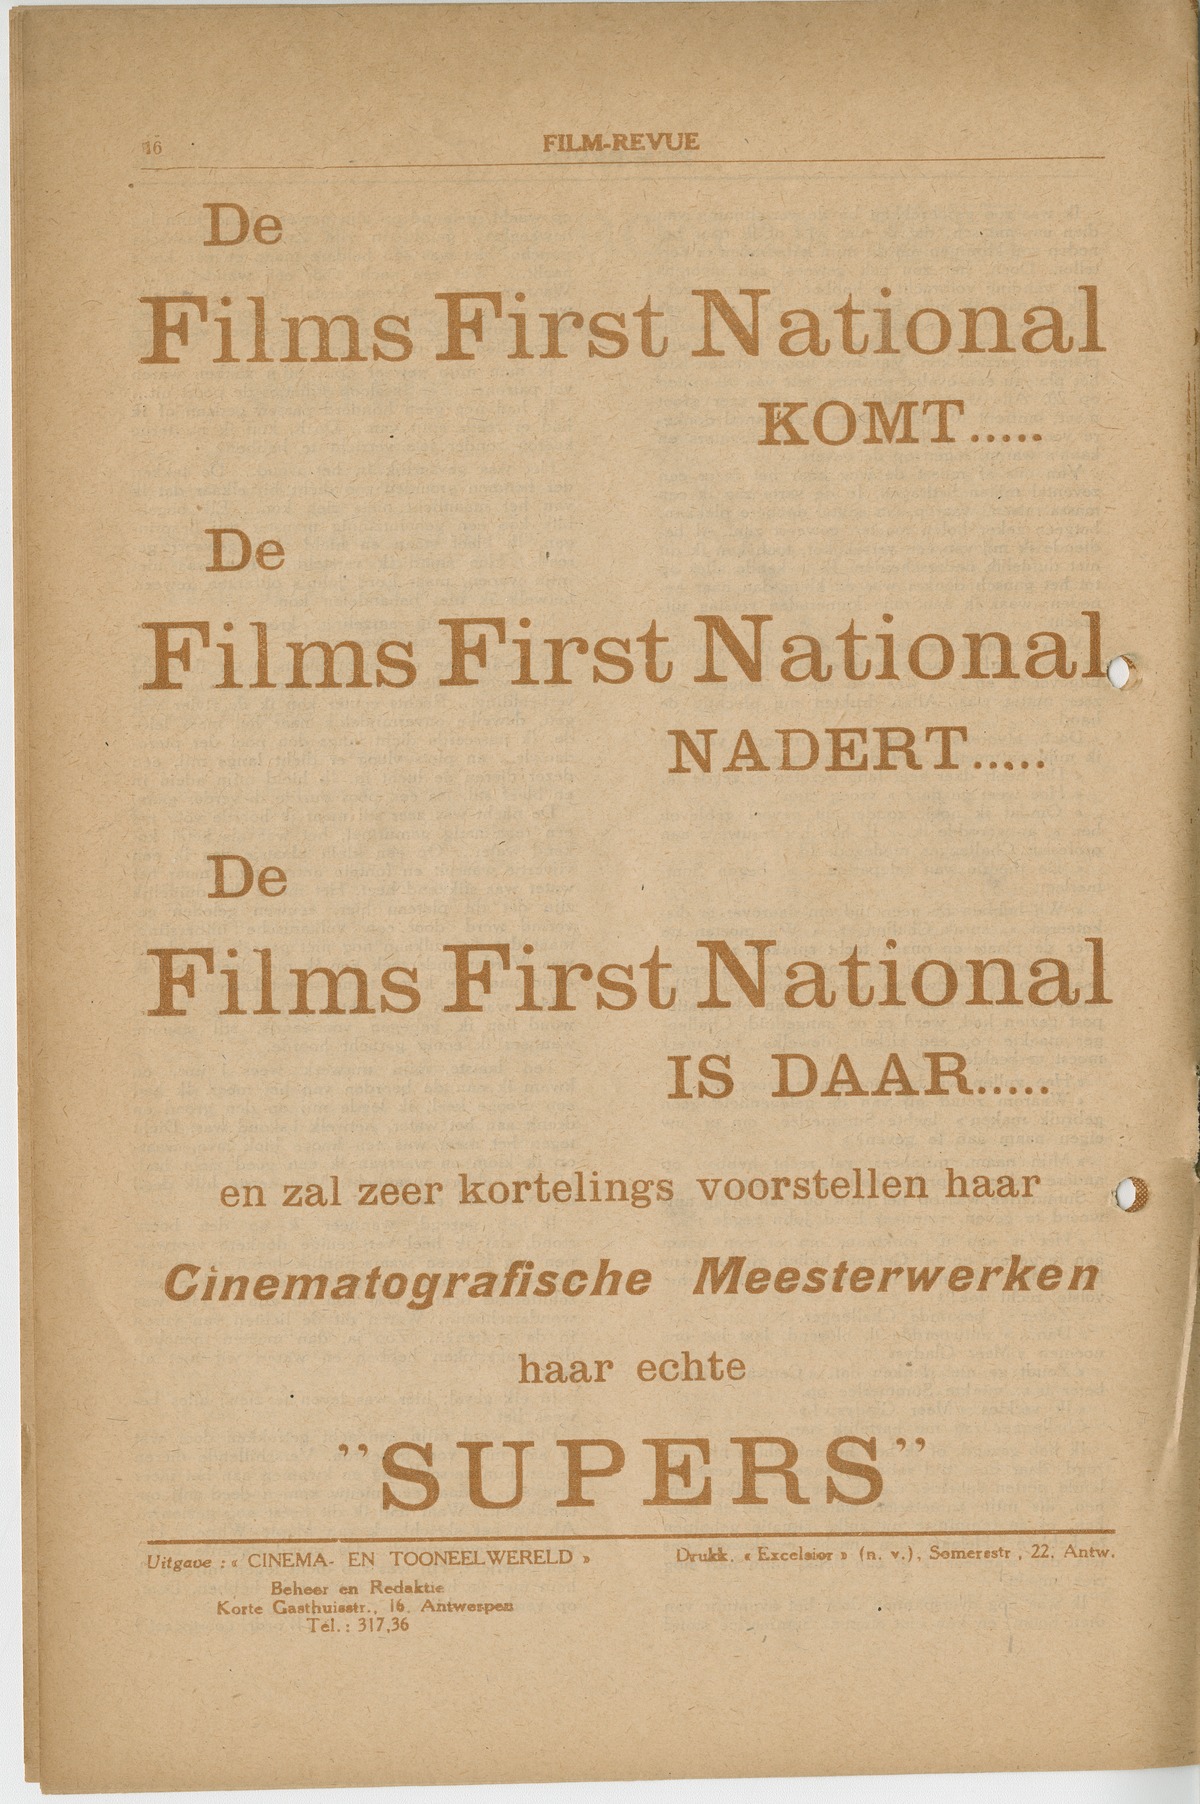 16
FILM-REVUE
De
Films First National
KOMT.....
De
Films First National
NADERT.....
De
Films First National
IS DAAR.....
en zal zeer kortelings voorstellen haar
Cinematografische Meesterwerken
haar echte
”SUPERS”
Uitgave : « CINEMA- EN TOONEELWERELD »
Beheer en Redaktie
Korte Gasthuisstr., 16. Antwerpen
Tel. : 317,36
Drukk. « Excelsior » (n. v.), Somersstr , 22, Antw.